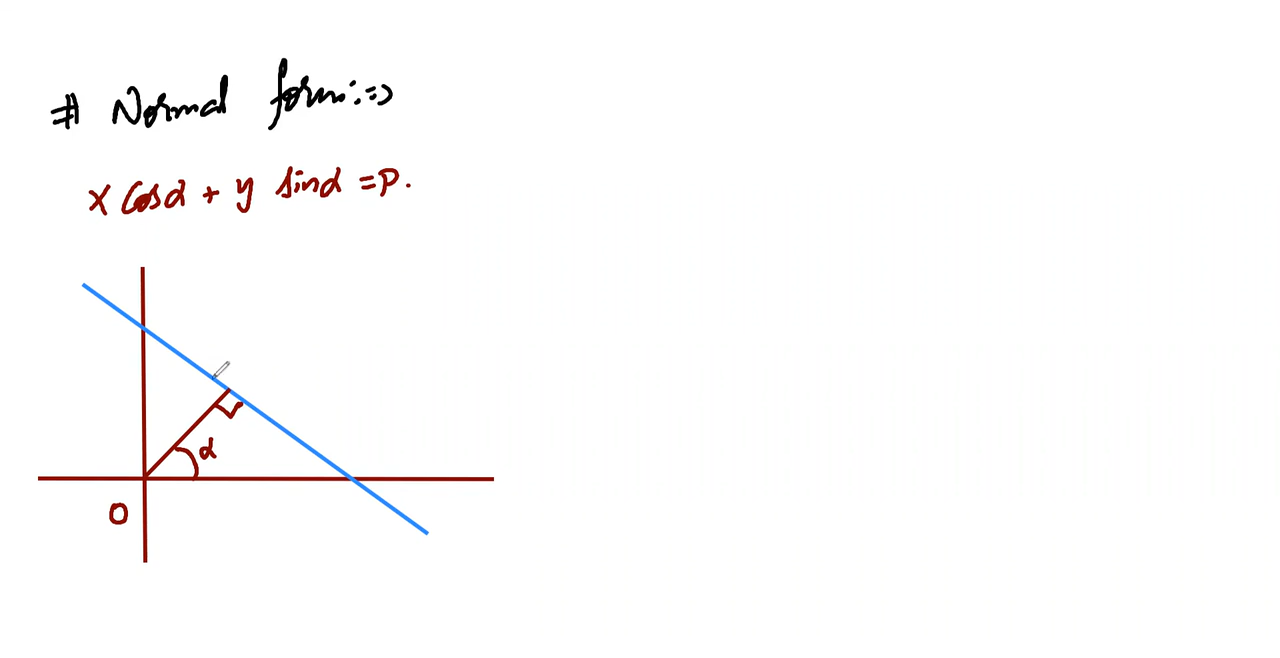 # Normal form:⇒
x Cosα + y sinα = P.
α
O